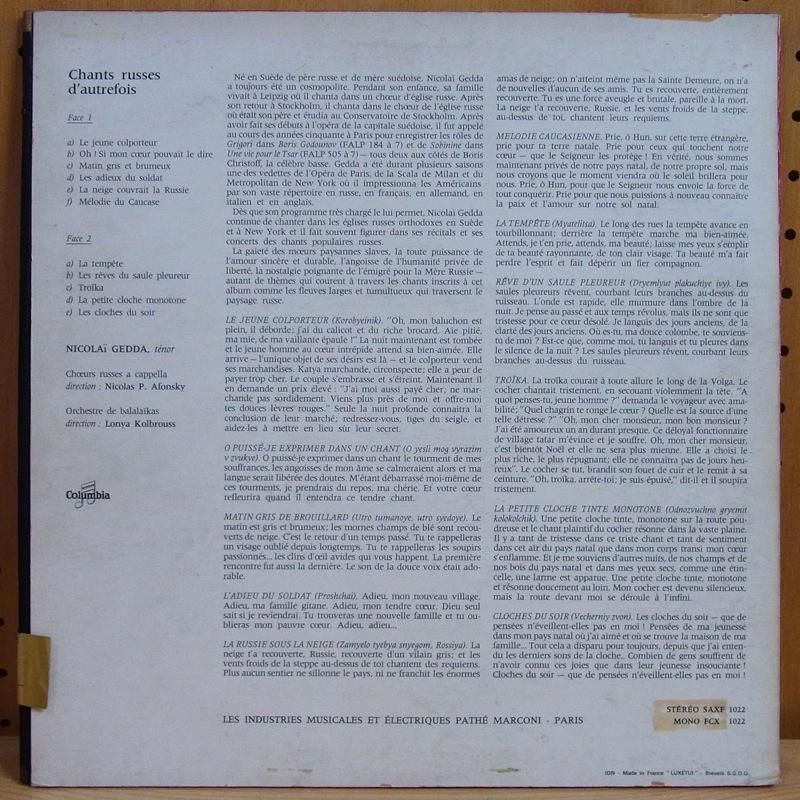 Chants russes
d'autrefois
Face 1
a) Le jeune colporteur
b) Oh ! Si mon cœur pouvait le dire
c) Matin gris et brumeux
d) Les adieux du soldat
e) La neige couvrait la Russie
f) Mélodie du Caucase
Face 2
a) La tempête
b) Les rêves du saule pleureur
c) Troïka
d) La petite cloche monotone
e) Les cloches du soir
NICOLAÏ GEDDA, ténor
Chœurs russes a cappella
direction : Nicolas P. Afonsky
Orchestre de balalaïkas
direction : Lonya Kolbrouss
Columbia
Né en Suède de père russe et de mère suédoise, Nicolaï Gedda
a toujours été un cosmopolite. Pendant son enfance, sa famille
vivait à Leipzig où il chanta dans un chœur d'église russe. Après
son retour à Stockholm, il chanta dans le chœur de l'église russe
où était son père et étudia au Conservatoire de Stockholm. Après
avoir fait ses débuts à l'opéra de la capitale suédoise, il fut appelé
au cours des années cinquante à Paris pour enregistrer les rôles de
Grigori dans Boris Godounov (FALP 184 à 7) et de Sobinine dans
Une vie pour le Tsar (FALP 505 à 7) — tous deux aux côtés de Boris
Christoff, la célèbre basse. Gedda a été durant plusieurs saisons
une des vedettes de l'Opéra de Paris, de la Scala de Milan et du
Metropolitan de New York où il impressionna les Américains
par son vaste répertoire en russe, en français, en allemand, en
italien et en anglais.
Dès que son programme très chargé le lui permet, Nicolaï Gedda
continue de chanter dans les églises russes orthodoxes en Suède
et à New York et il fait souvent figurer dans ses récitals et ses
concerts des chants populaires russes.
La gaieté des mœurs paysannes slaves, la toute puissance de
l'amour sincère et durable, l'angoisse de l'humanité privée de
liberté, la nostalgie poignante de l'émigré pour la Mère Russie —
autant de thèmes qui courent à travers les chants inscrits à cet
album comme les fleuves larges et tumultueux qui traversent le
paysage russe.
LE JEUNE COLPORTEUR (Korobyeinik). "Oh, mon baluchon est
plein, il déborde; j'ai du calicot et du riche brocard. Aie pitié,
ma mie, de ma vaillante épaule !" La nuit maintenant est tombée
et le jeune homme au cœur intrépide attend sa bien-aimée. Elle
arrive — l'unique objet de ses désirs est là — et le colporteur vend
ses marchandises. Katya marchande, circonspecte; elle a peur de
payer trop cher. Le couple s'embrasse et s'étreint. Maintenant il
en demande un prix élevé : "J'ai moi aussi payé cher; ne mar-
chande pas sordidement. Viens plus près de moi et offre-moi
tes douces lèvres rouges." Seule la nuit profonde connaitra la
conclusion de leur marché; redressez-vous, tiges du seigle, et
aidez-les à mettre en lieu sûr leur secret.
O PUISSÉ-JE EXPRIMER DANS UN CHANT (O yesli mog vyrazim
v zvukye). O puissé-je exprimer dans un chant le tourment de mes
souffrances, les angoisses de mon âme se calmeraient alors et ma
langue serait libérée des doutes. M'étant débarrassé moi-même de
ces tourments, je prendrais du repos, ma chérie. Et votre cœur
refleurira quand il entendra ce tendre chant.
MATIN GRIS DE BROUILLARD (Utro tumanoye, utro syedoye). Le
matin est gris et brumeux; les mornes champs de blé sont recou-
verts de neige. C'est le retour d'un temps passé. Tu te rappelleras
un visage oublié depuis longtemps. Tu te rappelleras les soupirs
passionnés... les clins d'œil avides qui vous happent. La première
rencontre fut aussi la dernière. Le son de la douce voix était ado-
rable.
L'ADIEU DU SOLDAT (Proshchai). Adieu, mon nouveau village.
Adieu, ma famille gitane. Adieu, mon tendre cœur. Dieu seul
sait si je reviendrai. Tu trouveras une nouvelle famille et tu ou-
blieras mon pauvre cœur. Adieu, adieu...
LA RUSSIE SOUS LA NEIGE (Zamyelo tyebya snyegom, Rossiya). La
neige t'a recouverte, Russie, recouverte d'un vilain gris; et les
vents froids de la steppe au-dessus de toi chantent des requiems.
Plus aucun sentier ne sillonne le pays, ni ne franchit les énormes
amas de neige; on n'atteint même pas la Sainte Demeure, on n'a
de nouvelles d'aucun de ses amis. Tu es recouverte, entièrement
recouverte. Tu es une force aveugle et brutale, pareille à la mort.
La neige t'a recouverte, Russie, et les vents froids de la steppe,
au-dessus de toi, chantent leurs requiems.
MELODIE CAUCASIENNE. Prie, ô Hun, sur cette terre étrangère,
prie pour ta terre natale. Prie pour ceux qui touchent notre
cœur — que le Seigneur les protège ! En vérité, nous sommes
maintenant privés de notre pays natal, de notre propre sol, mais
nous croyons que le moment viendra où le soleil brillera pour
nous. Prie, ô Hun, pour que le Seigneur nous envoie la force de
tout conquérir. Prie pour que nous puissions à nouveau connaître
la paix et l'amour sur notre sol natal.
LA TEMPÊTE (Myatelitsa). Le long des rues la tempête avance en
tourbillonnant; derrière la tempête marche ma bien-aimée.
Attends, je t'en prie, attends, ma beauté; laisse mes yeux s'emplir
de ta beauté rayonnante, de ton clair visage. Ta beauté m'a fait
perdre l'esprit et fait dépérir un fier compagnon.
RÊVE D'UN SAULE PLEUREUR (Dryemlyut plakuchiye ivy). Les
saules pleureurs rêvent, courbant leurs branches au-dessus du
ruisseau. L'onde est rapide, elle murmure dans l'ombre de la
nuit. Je pense au passé et aux temps révolus, mais ils ne sont que
tristesse pour ce cœur désolé. Je languis des jours anciens, de la
clarté des jours anciens. Où es-tu, ma douce colombe, te souviens-
tu de moi ? Est-ce que, comme moi, tu languis et tu pleures dans
le silence de la nuit ? Les saules pleureurs rêvent, courbant leurs
branches au-dessus du ruisseau.
TROÏKA. La troïka courait à toute allure le long de la Volga. Le
cocher chantait tristement, en secouant violemment la tête. "A
quoi penses-tu, jeune homme ?" demanda le voyageur avec ama-
bilité; "Quel chagrin te ronge le cœur ? Quelle est la source d'une
telle détresse ?" "Oh, mon cher monsieur, mon bon monsieur ?
J'ai été amoureux un an durant presque. Ce déloyal fonctionnaire
de village tatar m'évince et je souffre. Oh, mon cher monsieur,
c'est bientôt Noël et elle ne sera plus mienne. Elle a choisi le
plus riche, le plus répugnant; elle ne connaitra pas de jours heu-
reux". Le cocher se tut, brandit son fouet de cuir et le remit à sa
ceinture. "Oh, troïka, arrête-toi; je suis épuisé," dit-il et il soupira
tristement.
LA PETITE CLOCHE TINTE MONOTONE (Odnozvuchno gryemit
kolokolchik). Une petite cloche tinte, monotone sur la route pou-
dreuse et le chant plaintif du cocher résonne dans la vaste plaine.
Il y a tant de tristesse dans ce triste chant et tant de sentiment
dans cet air du pays natal que dans mon corps transi mon cœur
s'enflamme. Et je me souviens d'autres nuits, de nos champs et de
nos bois du pays natal et dans mes yeux secs, comme une étin-
celle, une larme est apparue. Une petite cloche tinte, monotone
et résonne doucement au loin. Mon cocher est devenu silencieux,
mais la route devant moi se déroule à l'infini.
CLOCHES DU SOIR (Vecherniy zvon). Les cloches du soir — que de
pensées n'éveillent-elles pas en moi ! Pensées de ma jeunesse
dans mon pays natal où j'ai aimé et où se trouve la maison de ma
famille... Tout cela a disparu pour toujours, depuis que j'ai enten-
du les derniers sons de la cloche.. Combien de gens souffrent de
n'avoir connu ces joies que dans leur jeunesse insouciante !
Cloches du soir — que de pensées n'éveillent-elles pas en moi !
LES INDUSTRIES MUSICALES ET ÉLECTRIQUES PATHÉ MARCONI - PARIS
STÉRÉO SAXF 1022
MONO FCX 1022
IDN - Made in France "LUXETUI" - Breveté S.G.D.G.